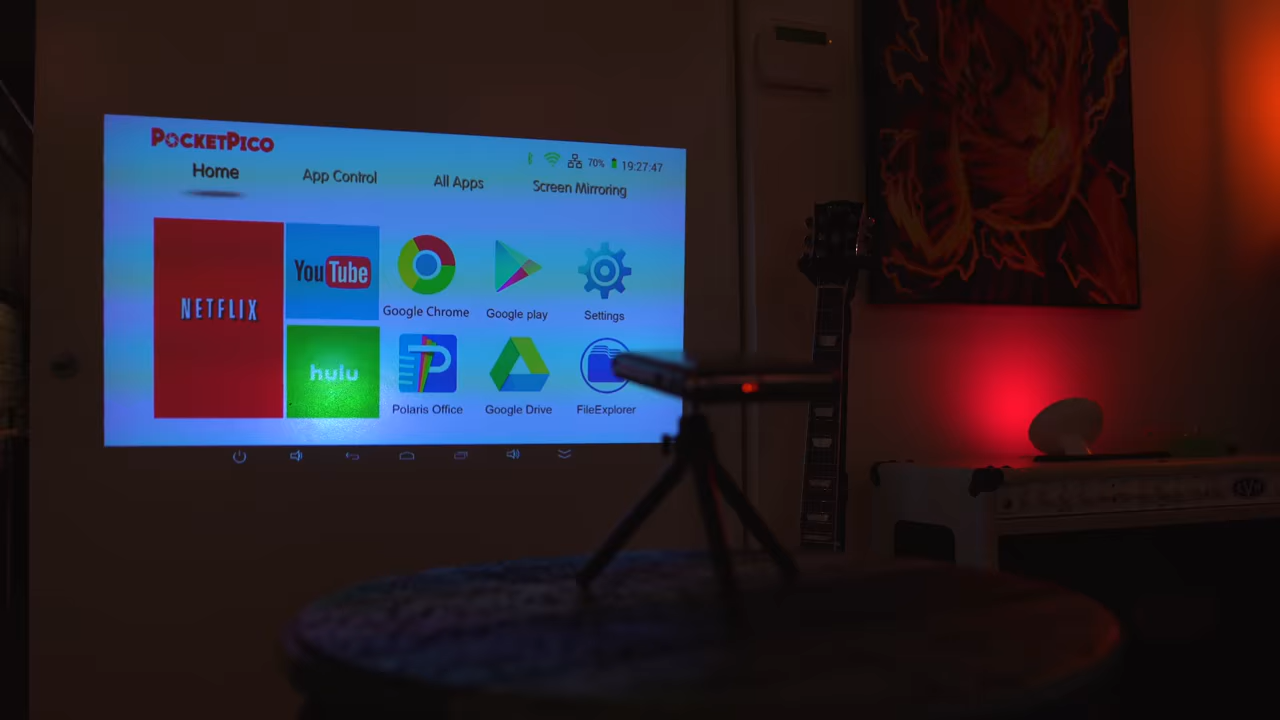 PocketPico
70% 19:27:47
Home App Control All Apps Screen Mirroring
NETFLIX
YouTube
hulu
Google Chrome Google play Settings
Polaris Office Google Drive FileExplorer
EVH